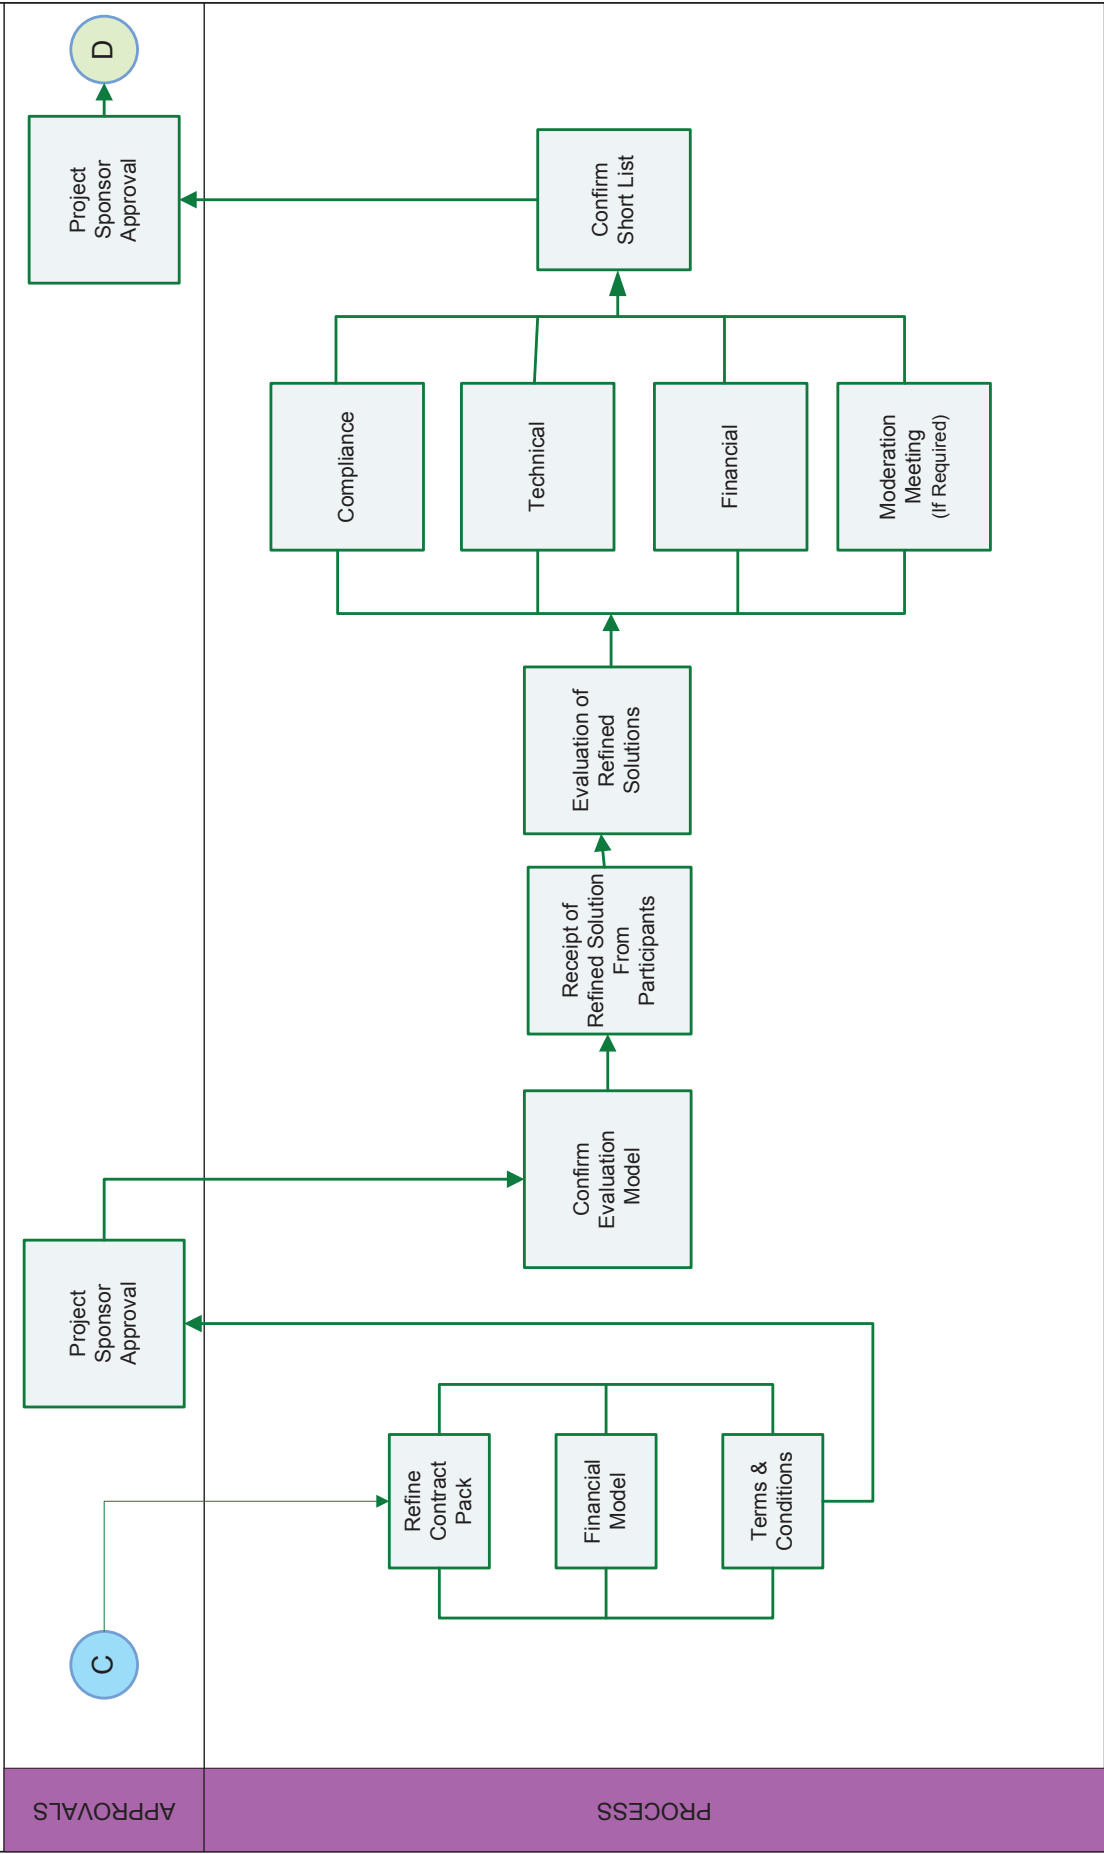 APPROVALS
C
Project
Sponsor
Approval
Project
Sponsor
Approval
D
PROCESS
Refine
Contract
Pack
Financial
Model
Terms &
Conditions
Confirm
Evaluation
Model
Receipt of
Refined Solution
From
Participants
Evaluation of
Refined
Solutions
Compliance
Technical
Financial
Moderation
Meeting
(If Required)
Confirm
Short List